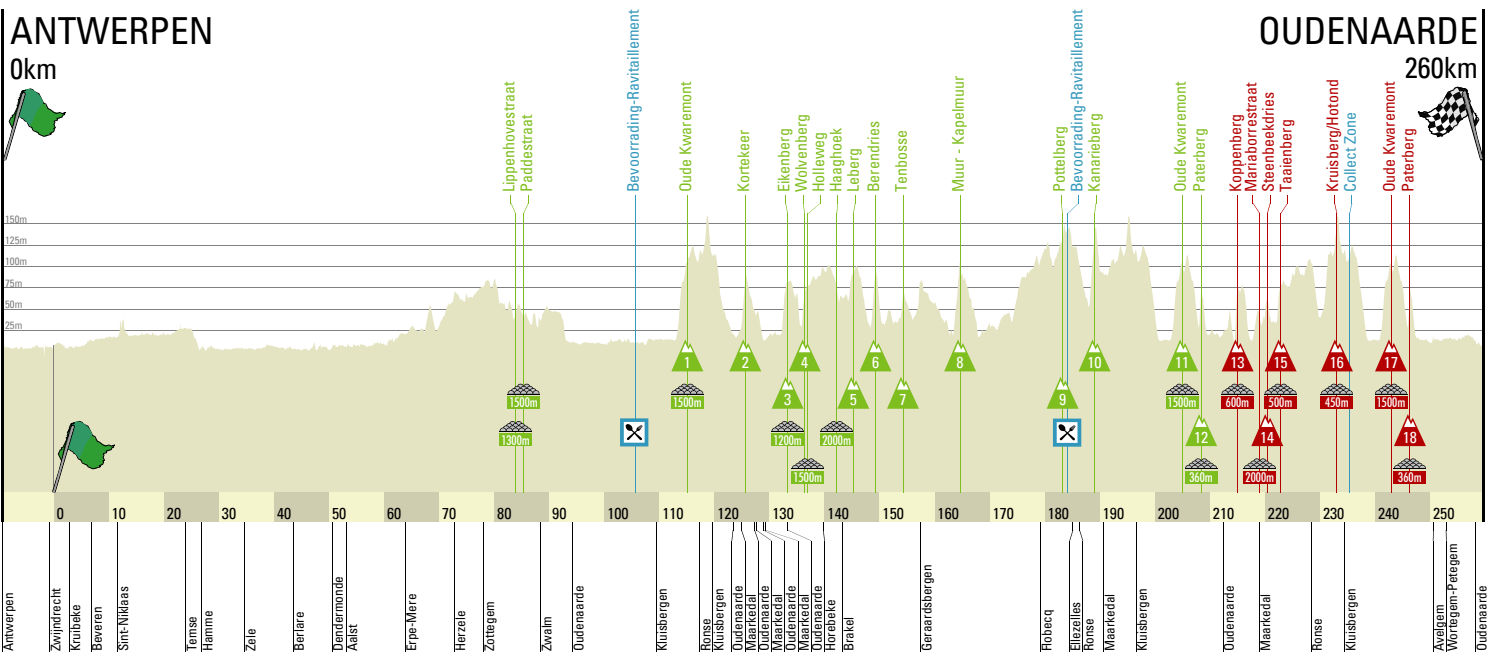 ANTWERPEN
0km
OUDENAARDE
260km
Lippenhovestraat
Paddestraat
Bevoorrading-Ravitaillement
Oude Kwaremont
Kortekeer
Eikenberg
Wolvenberg
Holleweg
Haaghoek
Leberg
Berendries
Tenbosse
Muur - Kapelmuur
Pottelberg
Bevoorrading-Ravitaillement
Kanarieberg
Oude Kwaremont
Paterberg
Koppenberg
Mariaborrestraat
Steenbeekdries
Taaienberg
Kruisberg/Hotond
Collect Zone
Oude Kwaremont
Paterberg
150m
125m
100m
75m
50m
25m
1 2 4 6 8 10 11 13 15 16 17
3 5 7 9
1500m 1500m 1500m 600m 500m 450m 1500m
12 14 18
1300m 1200m 2000m
1500m 360m 2000m 360m
0 10 20 30 40 50 60 70 80 90 100 110 120 130 140 150 160 170 180 190 200 210 220 230 240 250
Antwerpen
Zwijndrecht
Kruibeke
Beveren
Sint-Niklaas
Temse
Hamme
Zele
Berlare
Dendermonde
Aalst
Erpe-Mere
Herzele
Zottegem
Zwalm
Oudenaarde
Kluisbergen
Ronse
Kluisbergen
Oudenaarde
Maarkedal
Oudenaarde
Maarkedal
Oudenaarde
Maarkedal
Oudenaarde
Horebeke
Brakel
Geraardsbergen
Flobecq
Ellezelles
Ronse
Maarkedal
Kluisbergen
Oudenaarde
Maarkedal
Ronse
Kluisbergen
Avelgem
Wortegem-Petegem
Oudenaarde